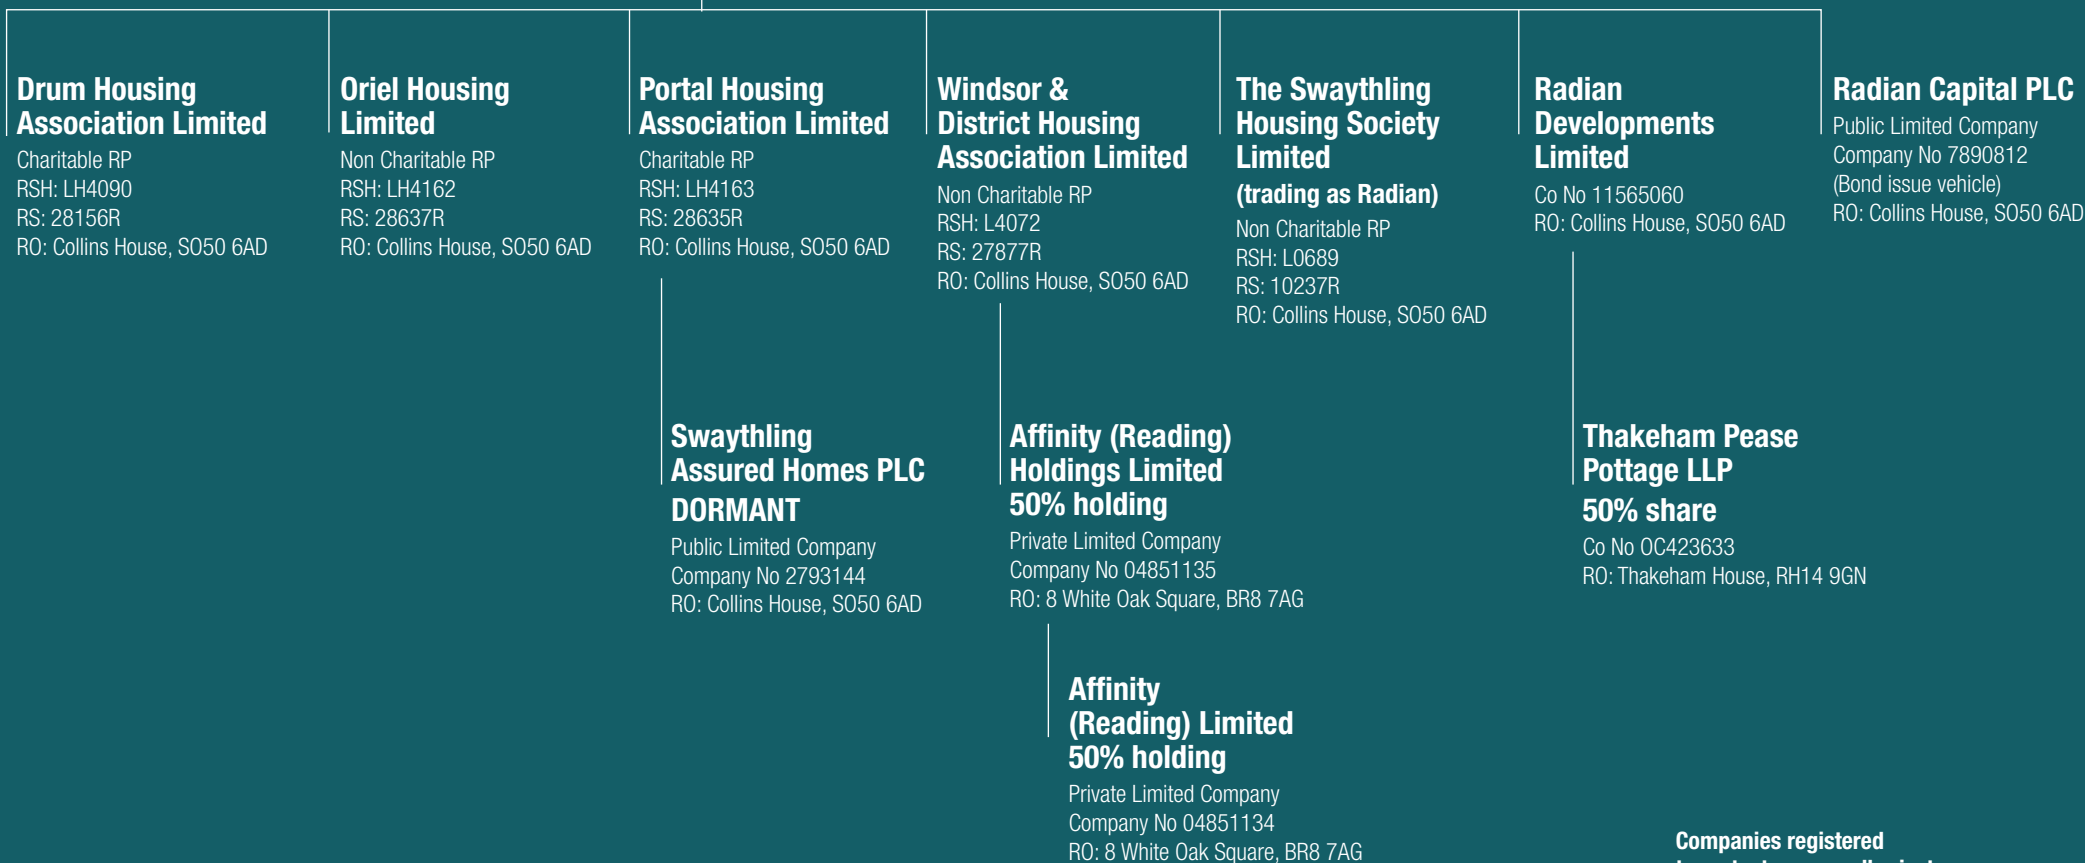 Drum Housing
Association Limited
Charitable RP
RSH: LH4090
RS: 28156R
RO: Collins House, SO50 6AD
Oriel Housing
Limited
Non Charitable RP
RSH: LH4162
RS: 28637R
RO: Collins House, SO50 6AD
Portal Housing
Association Limited
Charitable RP
RSH: LH4163
RS: 28635R
RO: Collins House, SO50 6AD
Windsor &
District Housing
Association Limited
Non Charitable RP
RSH: L4072
RS: 27877R
RO: Collins House, SO50 6AD
The Swaythling
Housing Society
Limited
(trading as Radian)
Non Charitable RP
RSH: L0689
RS: 10237R
RO: Collins House, SO50 6AD
Radian
Developments
Limited
Co No 11565060
RO: Collins House, SO50 6AD
Radian Capital PLC
Public Limited Company
Company No 7890812
(Bond issue vehicle)
RO: Collins House, SO50 6AD
Swaythling
Assured Homes PLC
DORMANT
Public Limited Company
Company No 2793144
RO: Collins House, SO50 6AD
Affinity (Reading)
Holdings Limited
50% holding
Private Limited Company
Company No 04851135
RO: 8 White Oak Square, BR8 7AG
Thakeham Pease
Pottage LLP
50% share
Co No OC423633
RO: Thakeham House, RH14 9GN
Affinity
(Reading) Limited
50% holding
Private Limited Company
Company No 04851134
RO: 8 White Oak Square, BR8 7AG
Companies registered